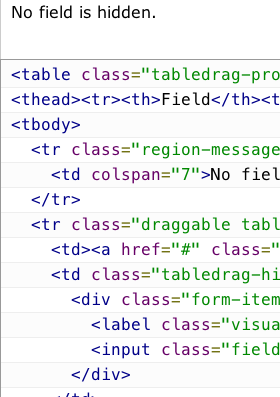 No field is hidden.
<table class="tabledrag-pro
<thead><tr><th>Field</th><t
<tbody>
<tr class="region-message
<td colspan="7">No fiel
</tr>
<tr class="draggable tabl
<td><a href="#" class="
<td class="tabledrag-hi
<div class="form-item
<label class="visua
<input class="field
</div>
</td>